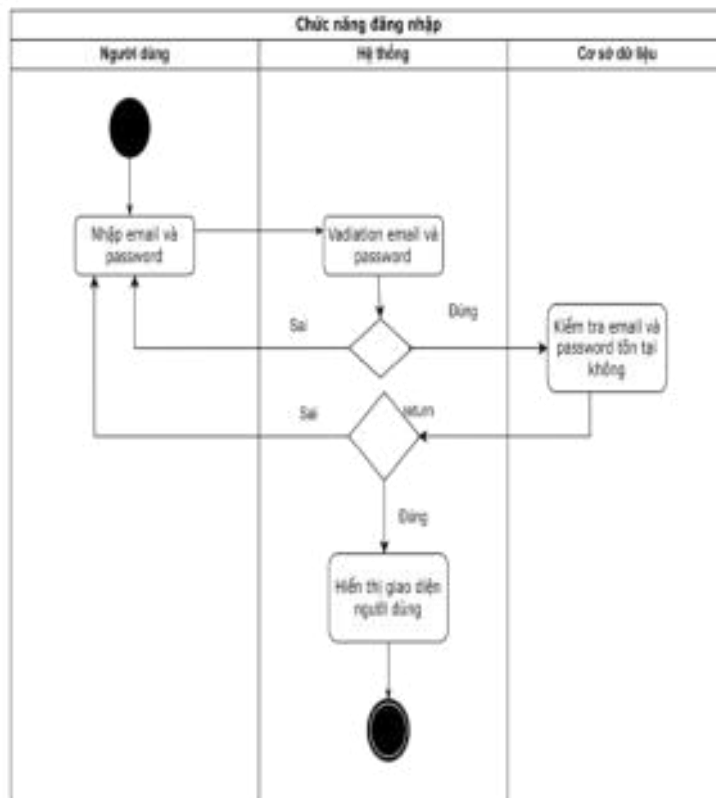 Chức năng đăng nhập
Người dùng
Hệ thống
Cơ sở dữ liệu
Nhập email và
password
Vadiation email và
password
Sai
Đúng
Kiểm tra email và
password tồn tại
không
Sai
return
Đúng
Hiển thị giao diện
người dùng